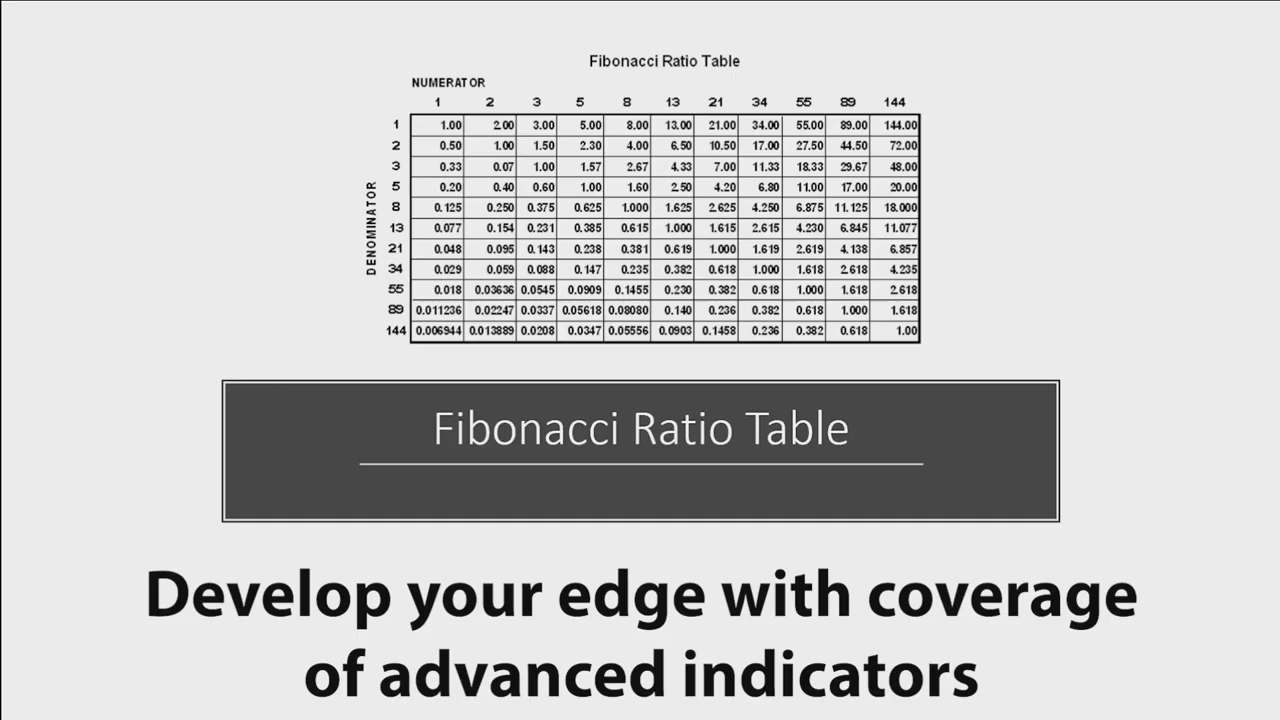 Fibonacci Ratio Table
NUMERATOR
1 2 3 5 8 13 21 34 55 89 144
DENOMINATOR
1 1.00 2.00 3.00 5.00 8.00 13.00 21.00 34.00 55.00 89.00 144.00
2 0.50 1.00 1.50 2.30 4.00 6.50 10.50 17.00 27.50 44.50 72.00
3 0.33 0.07 1.00 1.57 2.67 4.33 7.00 11.33 18.33 29.67 48.00
5 0.20 0.40 0.60 1.00 1.60 2.50 4.20 6.80 11.00 17.00 20.00
8 0.125 0.250 0.375 0.625 1.000 1.625 2.625 4.250 6.875 11.125 18.000
13 0.077 0.154 0.231 0.385 0.615 1.000 1.615 2.615 4.230 6.845 11.077
21 0.048 0.095 0.143 0.238 0.381 0.619 1.000 1.619 2.619 4.138 6.857
34 0.029 0.059 0.088 0.147 0.235 0.382 0.618 1.000 1.618 2.618 4.235
55 0.018 0.03636 0.0545 0.0909 0.1455 0.230 0.382 0.618 1.000 1.618 2.618
89 0.011236 0.02247 0.0337 0.05618 0.08080 0.140 0.236 0.382 0.618 1.000 1.618
144 0.006944 0.013889 0.0208 0.0347 0.05556 0.0903 0.1458 0.236 0.382 0.618 1.00
Fibonacci Ratio Table
Develop your edge with coverage
of advanced indicators